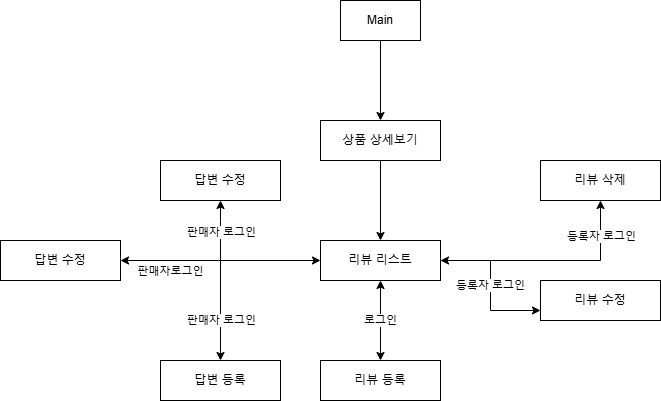 Main
상품 상세보기
답변 수정
리뷰 삭제
판매자 로그인
등록자 로그인
답변 수정
판매자로그인
리뷰 리스트
등록자 로그인
리뷰 수정
판매자 로그인
로그인
답변 등록
리뷰 등록